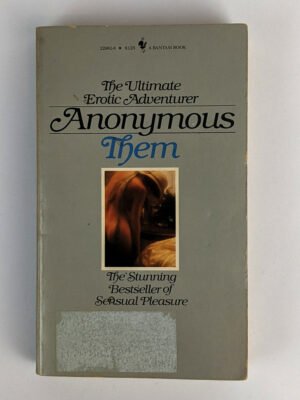 A BANTAM BOOK
The Ultimate
Erotic Adventurer
Anonymous
Them
The Stunning
Bestseller of
Sensual Pleasure